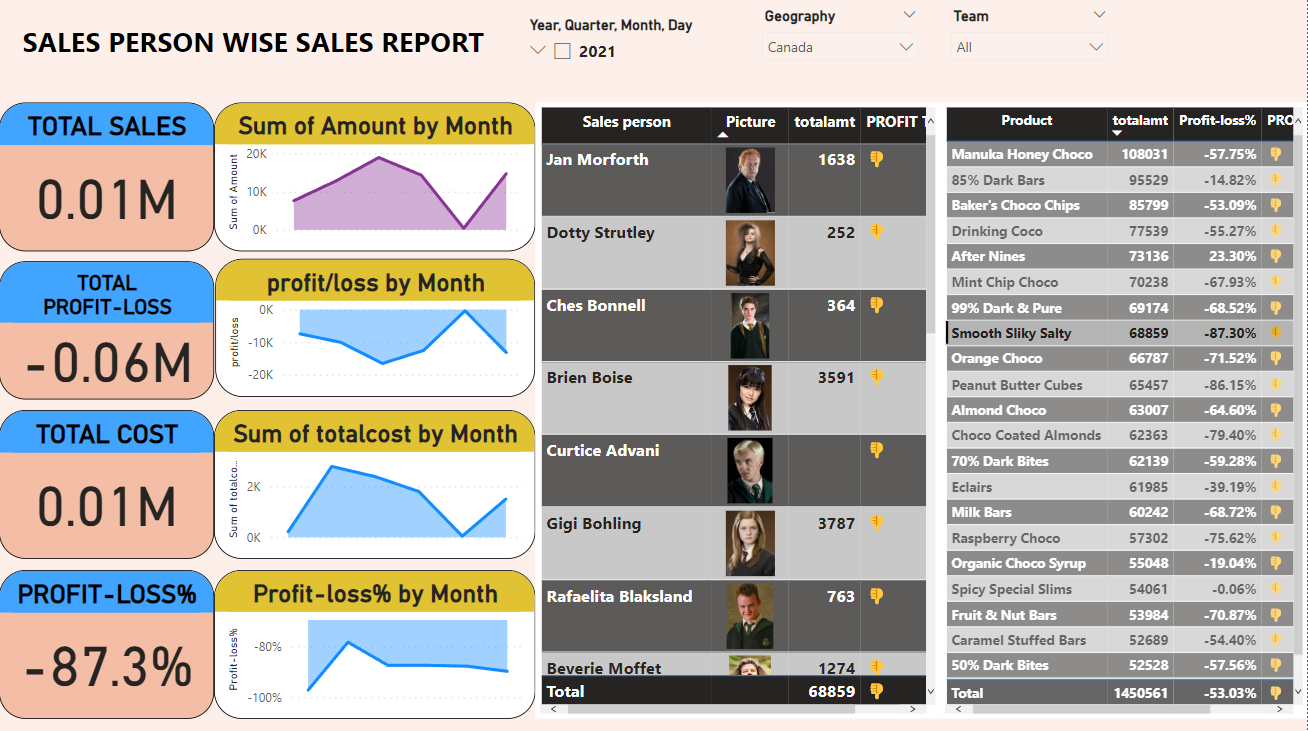 SALES PERSON WISE SALES REPORT
Year, Quarter, Month, Day
2021
Geography
Canada
Team
All
TOTAL SALES
0.01M
TOTAL
PROFIT-LOSS
-0.06M
TOTAL COST
0.01M
PROFIT-LOSS%
-87.3%
Sum of Amount by Month
Sum of Amount
20K
10K
0K
profit/loss by Month
profit/loss
0K
-10K
-20K
Sum of totalcost by Month
Sum of totalco...
2K
0K
Profit-loss% by Month
Profit-loss%
-80%
-100%
Sales person Picture totalamt PROFIT T
Jan Morforth 1638
Dotty Strutley 252
Ches Bonnell 364
Brien Boise 3591
Curtice Advani
Gigi Bohling 3787
Rafaelita Blaksland 763
Beverie Moffet 1274
Total 68859
Product totalamt Profit-loss% PRO
Manuka Honey Choco 108031 -57.75%
85% Dark Bars 95529 -14.82%
Baker's Choco Chips 85799 -53.09%
Drinking Coco 77539 -55.27%
After Nines 73136 23.30%
Mint Chip Choco 70238 -67.93%
99% Dark & Pure 69174 -68.52%
Smooth Sliky Salty 68859 -87.30%
Orange Choco 66787 -71.52%
Peanut Butter Cubes 65457 -86.15%
Almond Choco 63007 -64.60%
Choco Coated Almonds 62363 -79.40%
70% Dark Bites 62139 -59.28%
Eclairs 61985 -39.19%
Milk Bars 60242 -68.72%
Raspberry Choco 57302 -75.62%
Organic Choco Syrup 55048 -19.04%
Spicy Special Slims 54061 -0.06%
Fruit & Nut Bars 53984 -70.87%
Caramel Stuffed Bars 52689 -54.40%
50% Dark Bites 52528 -57.56%
Total 1450561 -53.03%